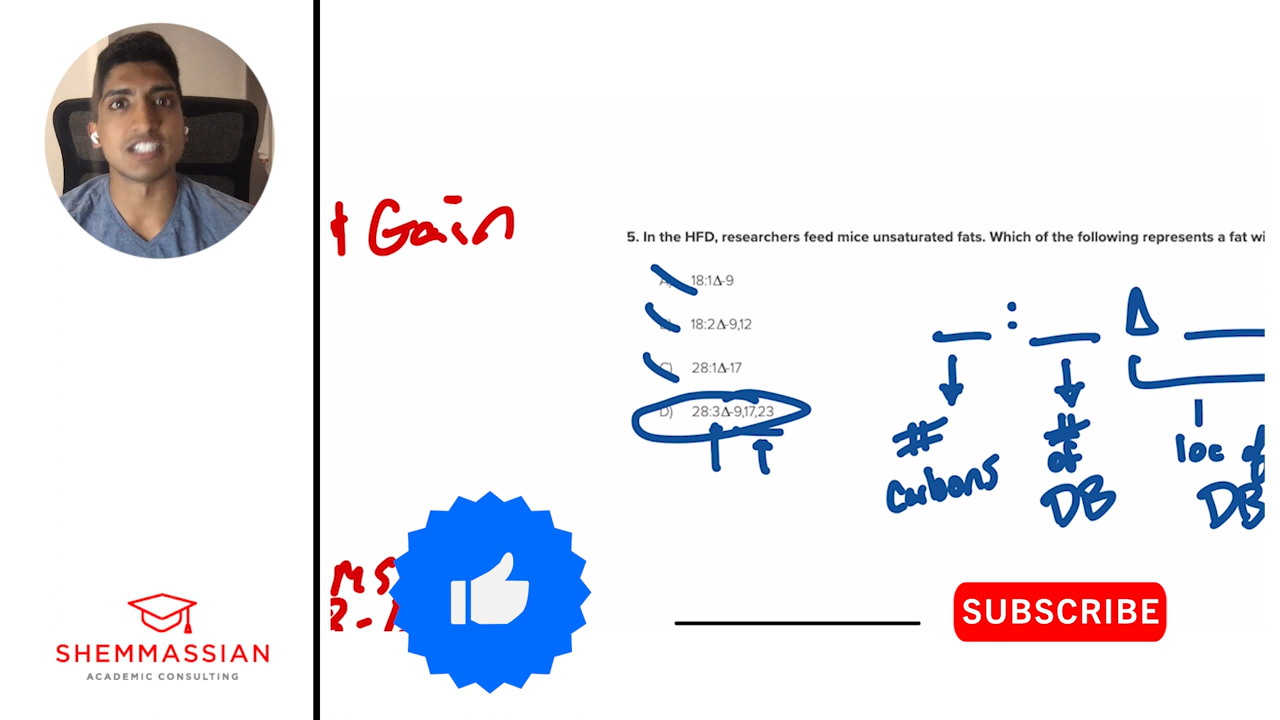 Gain
5. In the HFD, researchers feed mice unsaturated fats. Which of the following represents a fat wi
A) 18:1Δ-9
B) 18:2Δ-9,12
C) 28:1Δ-17
D) 28:3Δ-9,17,23
: Δ
# carbons
# of DB
loc of DB
SUBSCRIBE
SHEMMASSIAN
ACADEMIC CONSULTING